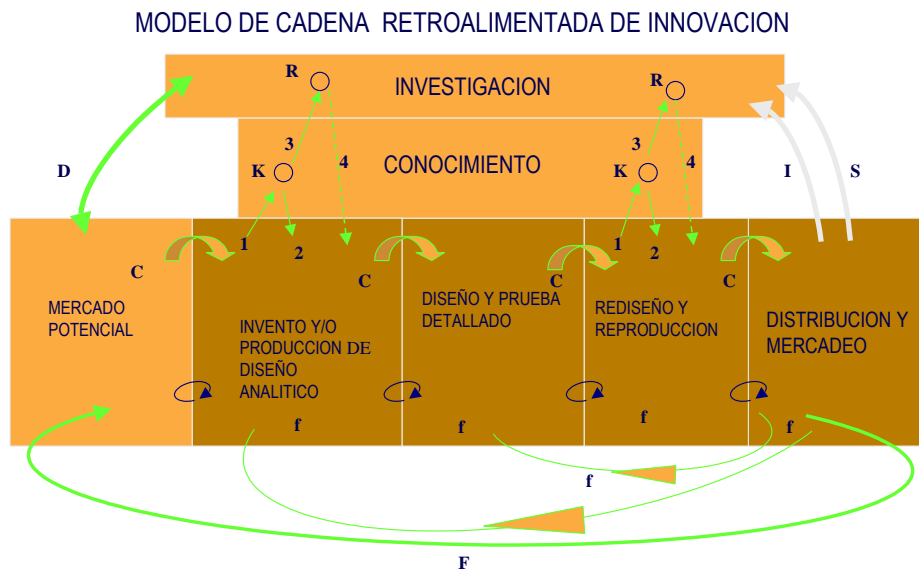 MODELO DE CADENA RETROALIMENTADA DE INNOVACION
R
INVESTIGACION
R
3
4
CONOCIMIENTO
3
4
D
K
K
I
S
1
2
1
2
C
C
C
C
MERCADO
POTENCIAL
INVENTO Y/O
PRODUCCION DE
DISEÑO
ANALITICO
DISEÑO Y PRUEBA
DETALLADO
REDISEÑO Y
REPRODUCCION
DISTRIBUCION Y
MERCADEO
f
f
f
f
f
F